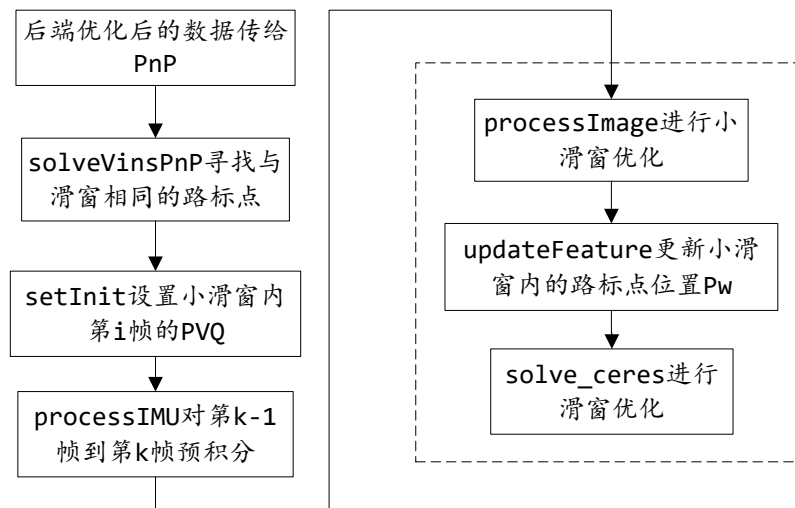 后端优化后的数据传给
PnP
solveVinsPnP寻找与
滑窗相同的路标点
setInit设置小滑窗内
第i帧的PVQ
processIMU对第k-1
帧到第k帧预积分
processImage进行小
滑窗优化
updateFeature更新小滑
窗内的路标点位置Pw
solve_ceres进行
滑窗优化